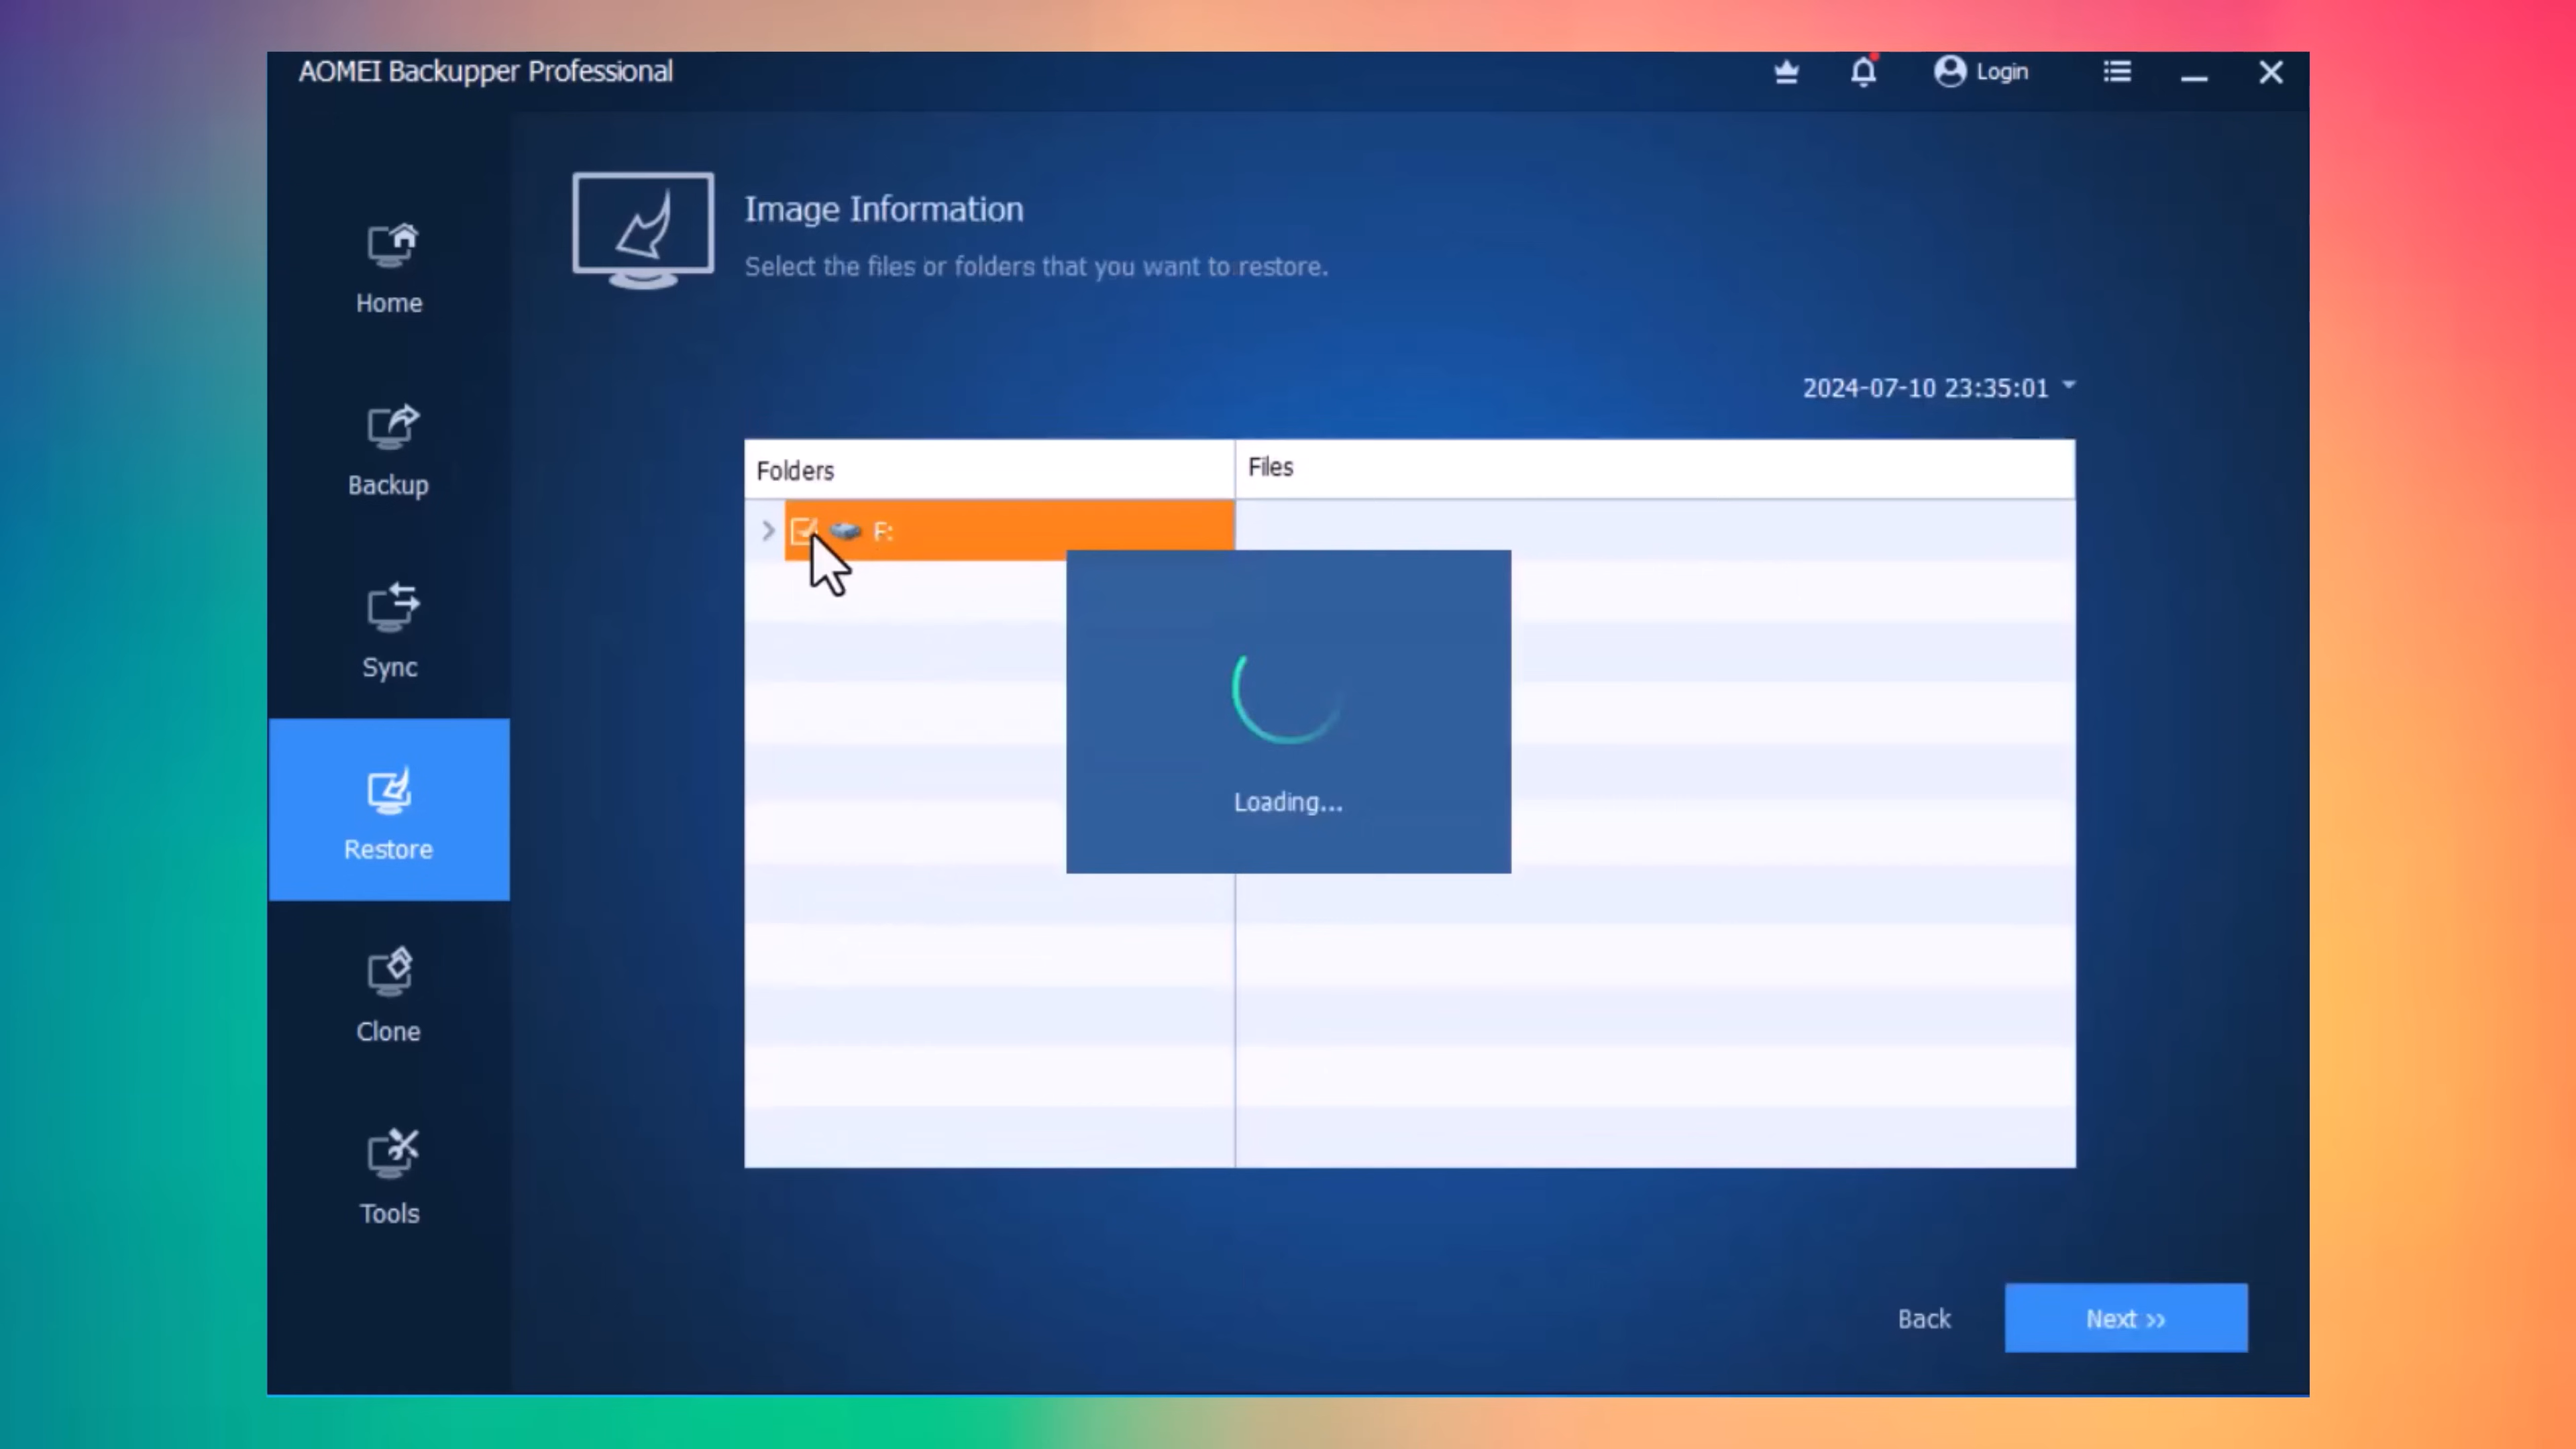 AOMEI Backupper Professional
Login
Home
Backup
Sync
Restore
Clone
Tools
Image Information
Select the files or folders that you want to restore.
2024-07-10 23:35:01
Folders
Files
F:
Loading...
Back
Next >>